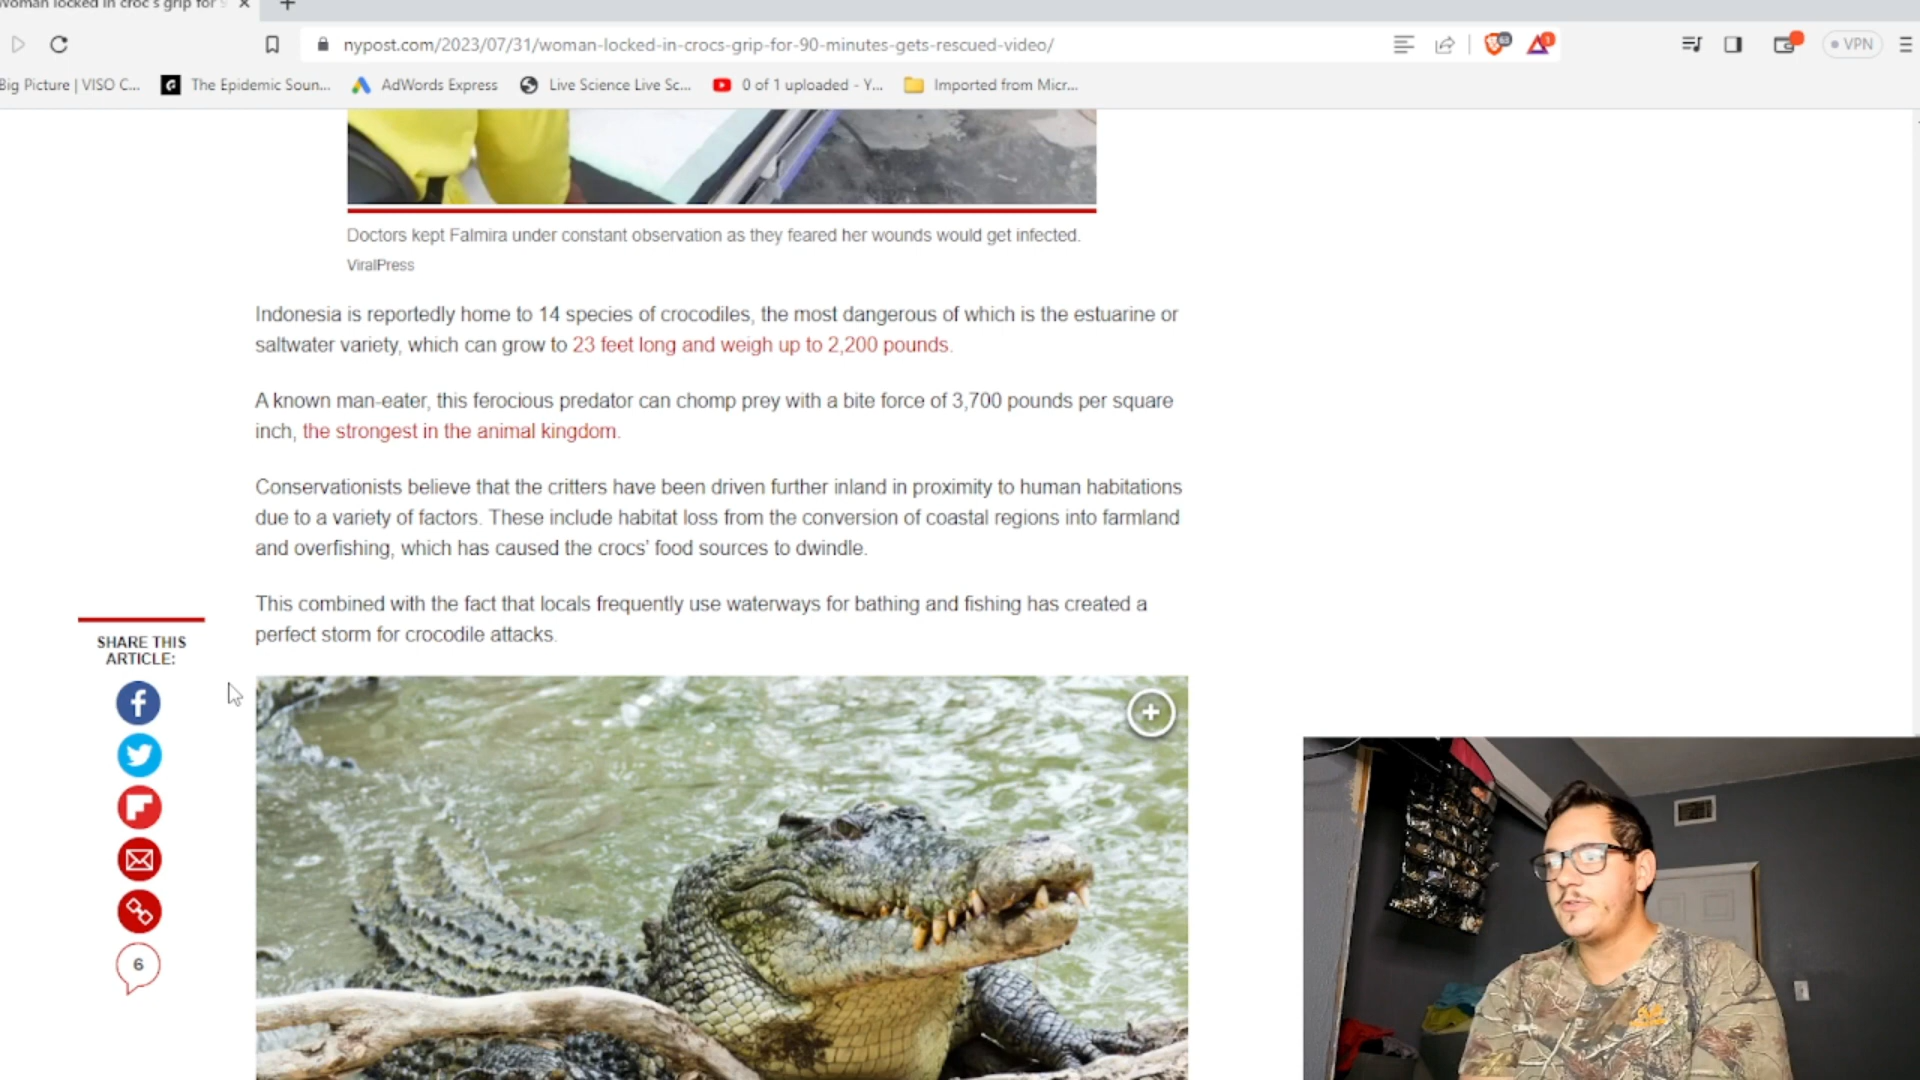 Woman locked in croc's grip for 9
nypost.com/2023/07/31/woman-locked-in-crocs-grip-for-90-minutes-gets-rescued-video/
VPN
Big Picture | VISO C...
The Epidemic Soun...
AdWords Express
Live Science Live Sc...
0 of 1 uploaded - Y...
Imported from Micr...
Doctors kept Falmira under constant observation as they feared her wounds would get infected.
ViralPress
Indonesia is reportedly home to 14 species of crocodiles, the most dangerous of which is the estuarine or
saltwater variety, which can grow to 23 feet long and weigh up to 2,200 pounds.
A known man-eater, this ferocious predator can chomp prey with a bite force of 3,700 pounds per square
inch, the strongest in the animal kingdom.
Conservationists believe that the critters have been driven further inland in proximity to human habitations
due to a variety of factors. These include habitat loss from the conversion of coastal regions into farmland
and overfishing, which has caused the crocs' food sources to dwindle.
This combined with the fact that locals frequently use waterways for bathing and fishing has created a
perfect storm for crocodile attacks.
SHARE THIS
ARTICLE:
6